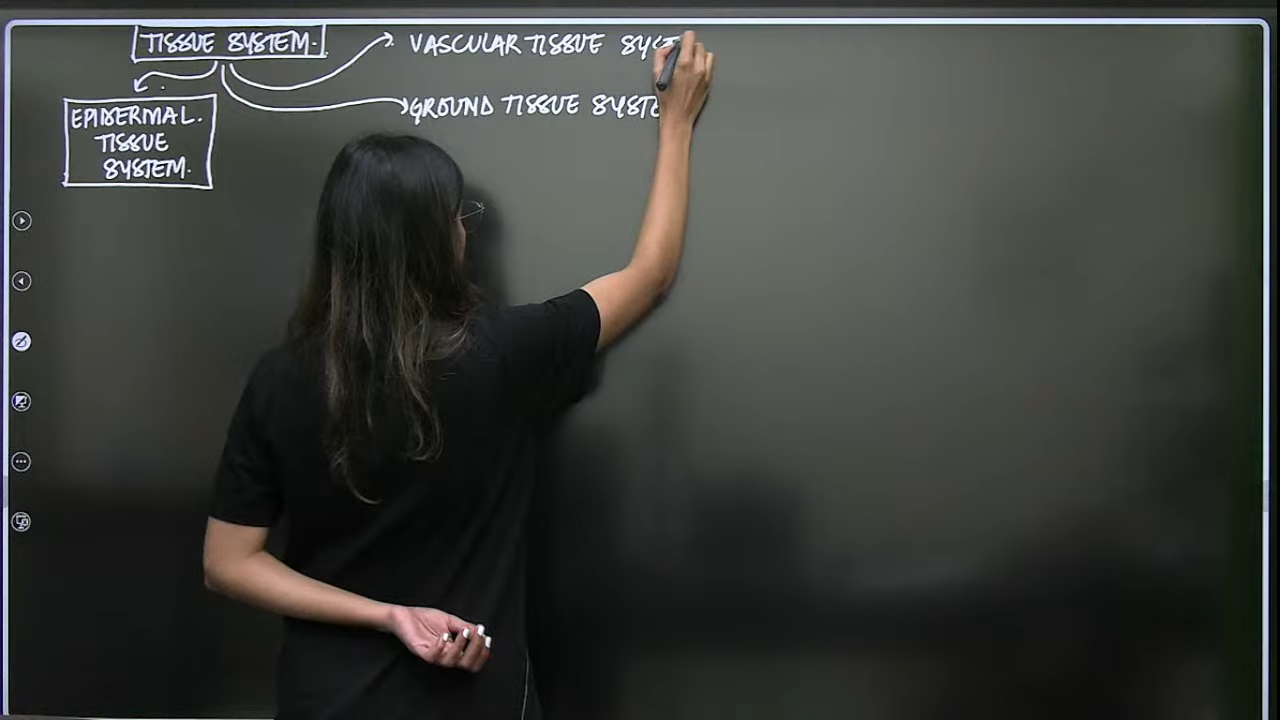 TISSUE SYSTEM.
VASCULAR TISSUE
GROUND TISSUE
EPIDERMAL.
TISSUE
SYSTEM.